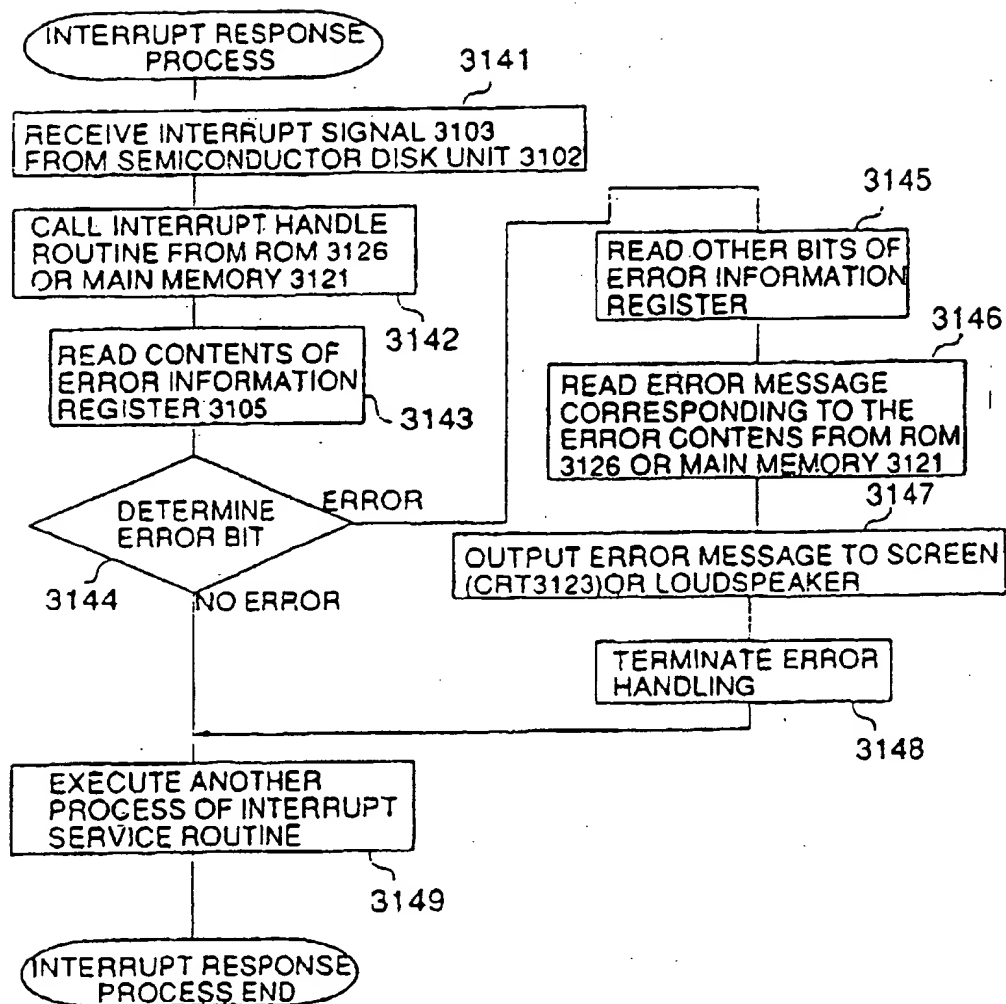 INTERRUPT RESPONSE
PROCESS
3141
RECEIVE INTERRUPT SIGNAL 3103
FROM SEMICONDUCTOR DISK UNIT 3102
CALL INTERRUPT HANDLE
ROUTINE FROM ROM 3126
OR MAIN MEMORY 3121
3142
READ CONTENTS OF
ERROR INFORMATION
REGISTER 3105
3143
DETERMINE
ERROR BIT
ERROR
3144
NO ERROR
3145
READ OTHER BITS OF
ERROR INFORMATION
REGISTER
3146
READ ERROR MESSAGE
CORRESPONDING TO THE
ERROR CONTENS FROM ROM
3126 OR MAIN MEMORY 3121
3147
OUTPUT ERROR MESSAGE TO SCREEN
(CRT3123)OR LOUDSPEAKER
TERMINATE ERROR
HANDLING
3148
EXECUTE ANOTHER
PROCESS OF INTERRUPT
SERVICE ROUTINE
3149
INTERRUPT RESPONSE
PROCESS END